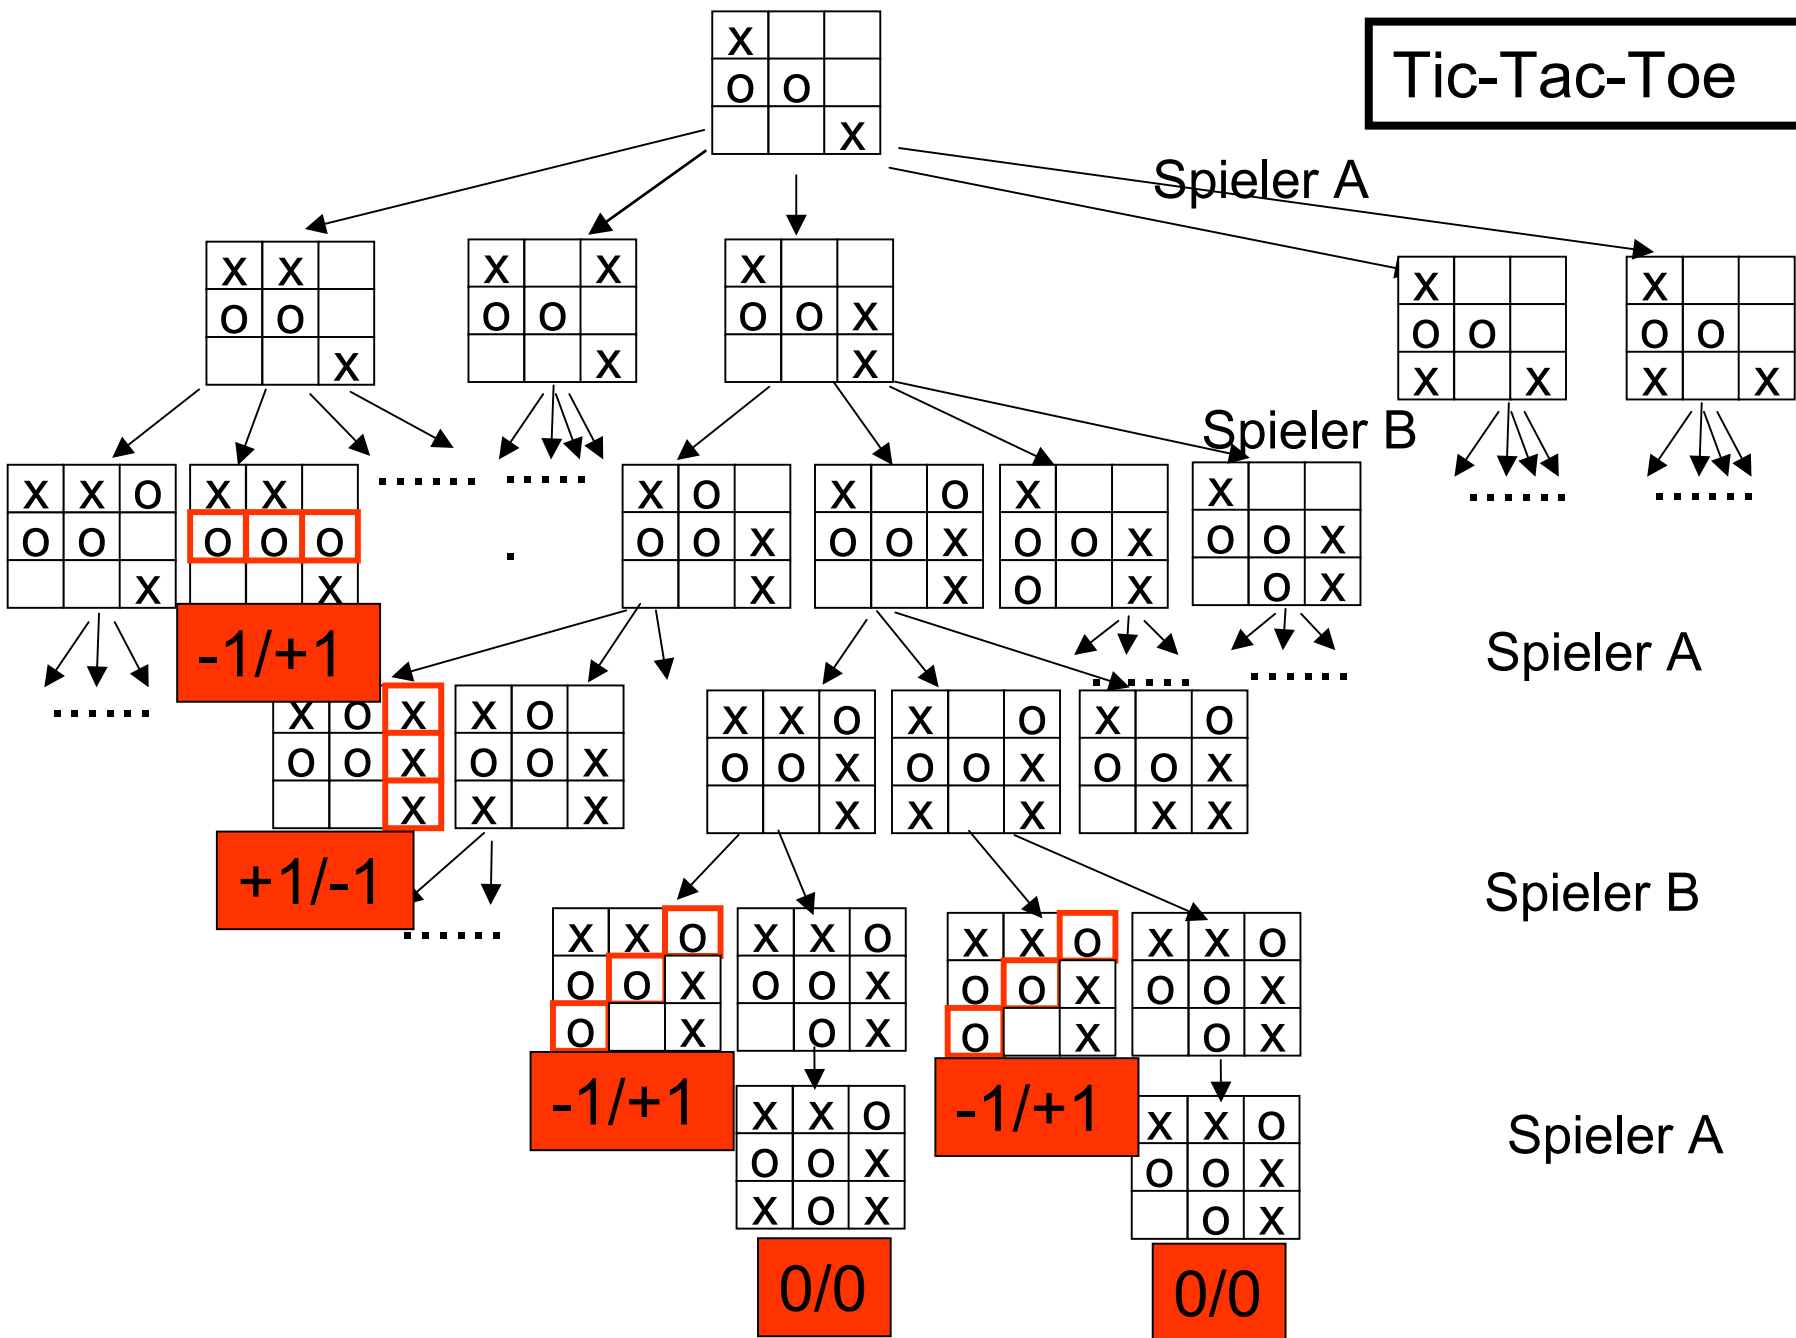 x
Tic-Tac-Toe
o o
x
Spieler A
x x x x x x x
o o o o o o x o o o o
x x x x x x x
Spieler B
x x o x x x o x o x x
...... ..... ...... ......
o o o o o o o x o o x o o x o o x
.
x x x x o x o x
-1/+1
Spieler A
...... ...... ......
x o x x o x x o x o x o
o o x o o x o o x o o x o o x
x x x x x x x x
+1/-1
Spieler B
......
x x o x x o x x o x x o
o o x o o x o o x o o x
o x o x o x o x
-1/+1
-1/+1
x x o x x o
Spieler A
o o x o o x
x o x o x
0/0
0/0